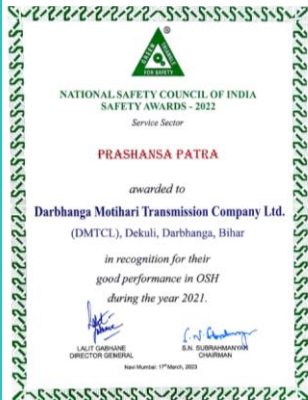 GREEN TRIANGLE
FOR SAFETY
NATIONAL SAFETY COUNCIL OF INDIA
SAFETY AWARDS - 2022
Service Sector
PRASHANSA PATRA
awarded to
Darbhanga Motihari Transmission Company Ltd.
(DMTCL), Dekuli, Darbhanga, Bihar
in recognition for their
good performance in OSH
during the year 2021.
LALIT GABHANE
DIRECTOR GENERAL
S.N. SUBRAHMANYAN
CHAIRMAN
Navi Mumbai: 17th March, 2023